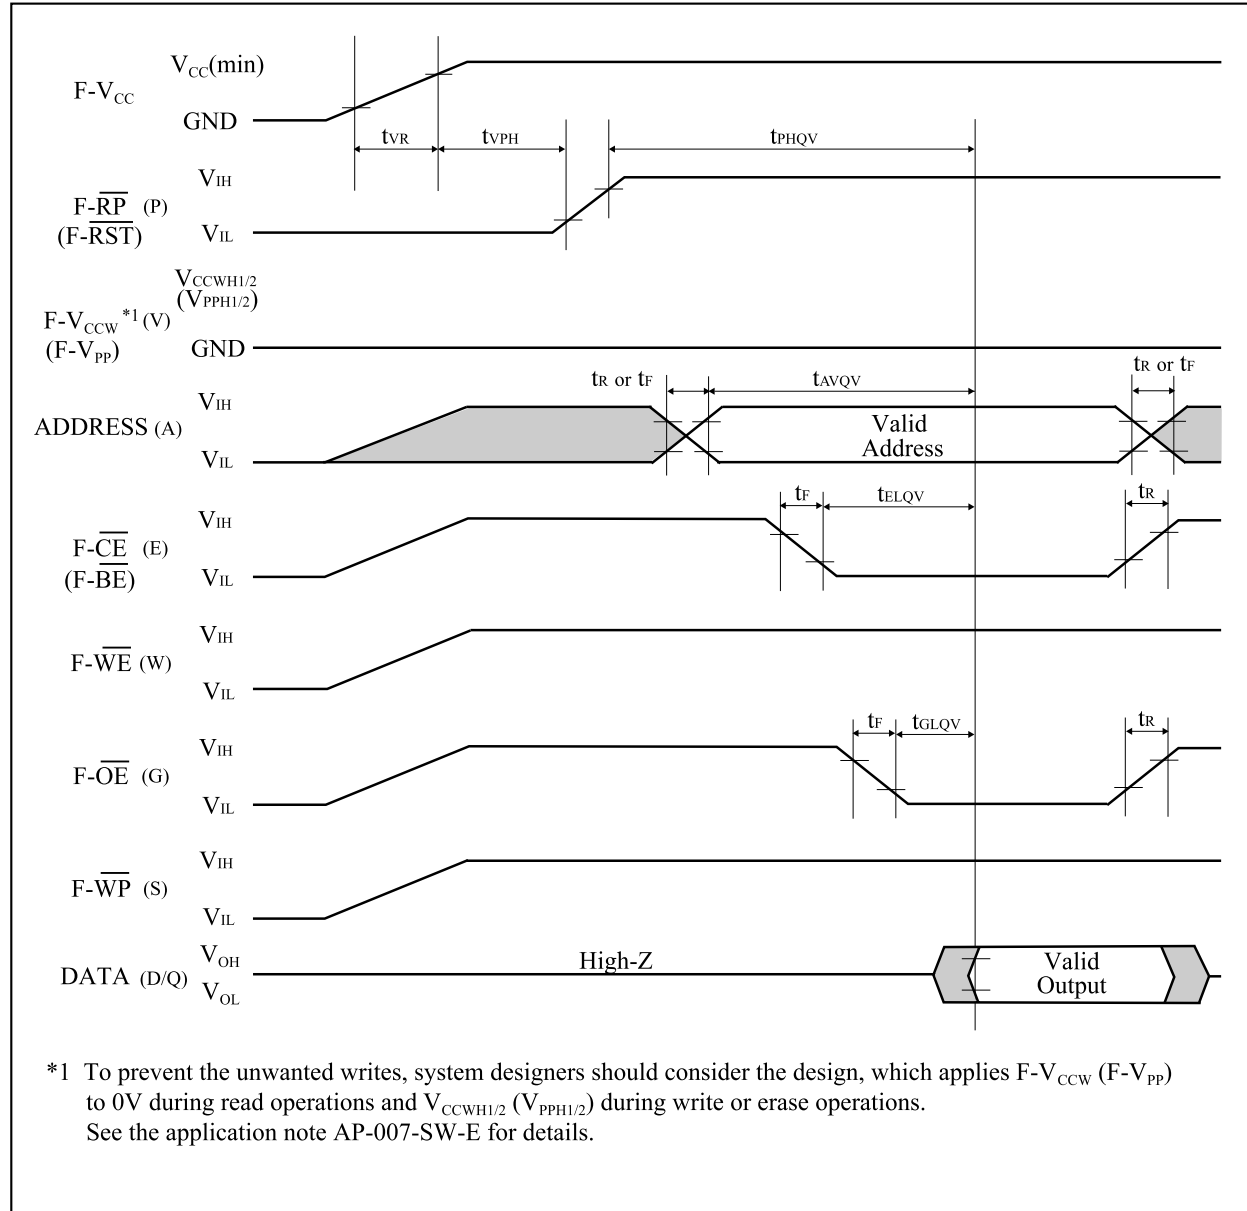 VCC(min)
F-VCC
GND
tVR
tVPH
tPHQV
VIH
F-RP (P)
(F-RST)
VIL
VCCWH1/2
(VPPH1/2)
F-VCCW *1 (V)
(F-VPP)
GND
tR or tF
tAVQV
tR or tF
VIH
ADDRESS (A)
Valid
Address
VIL
tF
tELQV
tR
VIH
F-CE (E)
(F-BE)
VIL
VIH
F-WE (W)
VIL
tF
tGLQV
tR
VIH
F-OE (G)
VIL
VIH
F-WP (S)
VIL
VOH
High-Z
Valid
Output
DATA (D/Q)
VOL
*1 To prevent the unwanted writes, system designers should consider the design, which applies F-VCCW (F-VPP)
to 0V during read operations and VCCWH1/2 (VPPH1/2) during write or erase operations.
See the application note AP-007-SW-E for details.